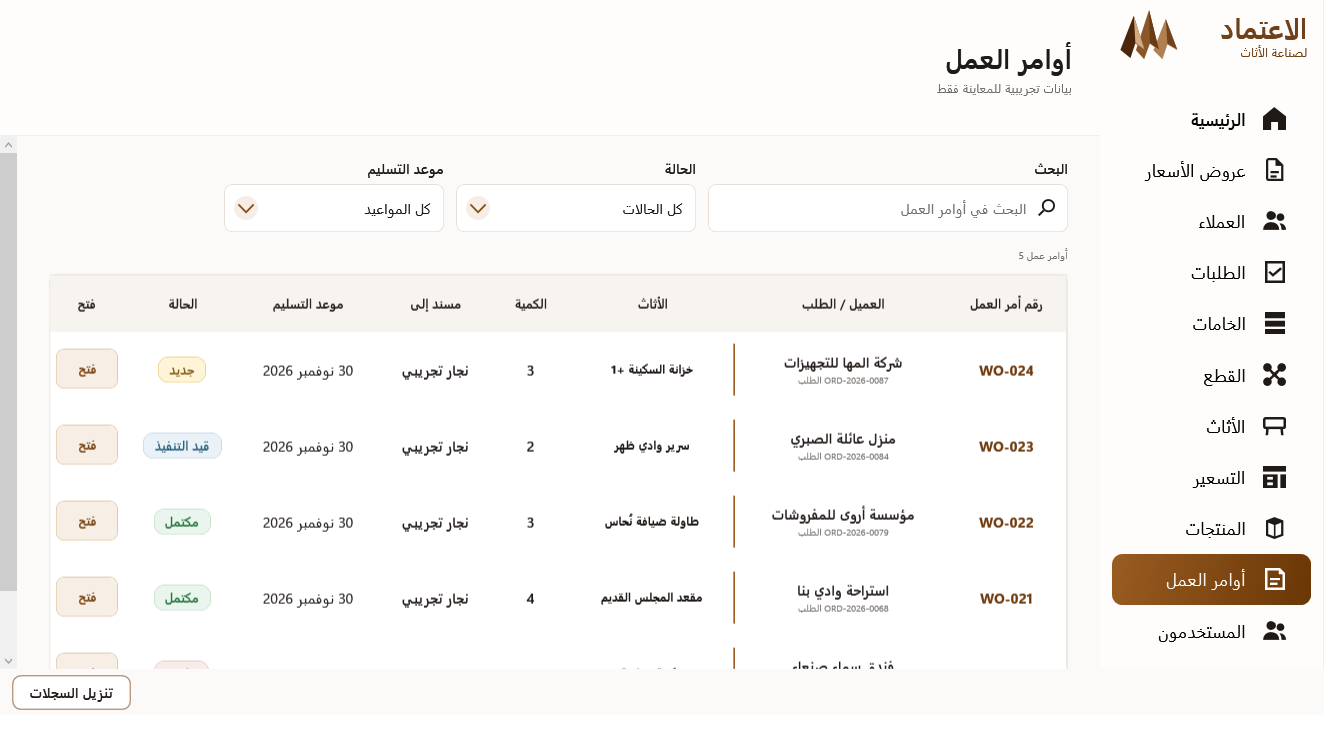 الاعتماد
لصناعة الأثاث
الرئيسية
عروض الأسعار
العملاء
الطلبات
الخامات
القطع
الأثاث
التسعير
المنتجات
أوامر العمل
المستخدمون
أوامر العمل
بيانات تجريبية للمعاينة فقط
البحث
الحالة
موعد التسليم
البحث في أوامر العمل
كل الحالات
كل المواعيد
أوامر عمل 5
رقم أمر العمل العميل / الطلب الأثاث الكمية مسند إلى موعد التسليم الحالة فتح
WO-024 شركة المها للتجهيزات خزانة السكينة +1 3 نجار تجريبي 30 نوفمبر 2026 جديد فتح
ORD-2026-0087 الطلب
WO-023 منزل عائلة الصبري سرير وادي ظهر 2 نجار تجريبي 30 نوفمبر 2026 قيد التنفيذ فتح
ORD-2026-0084 الطلب
WO-022 مؤسسة أروى للمفروشات طاولة ضيافة نُحاس 3 نجار تجريبي 30 نوفمبر 2026 مكتمل فتح
ORD-2026-0079 الطلب
WO-021 استراحة وادي بنا مقعد المجلس القديم 4 نجار تجريبي 30 نوفمبر 2026 مكتمل فتح
ORD-2026-0068 الطلب
فندق سماء صنعاء
تنزيل السجلات